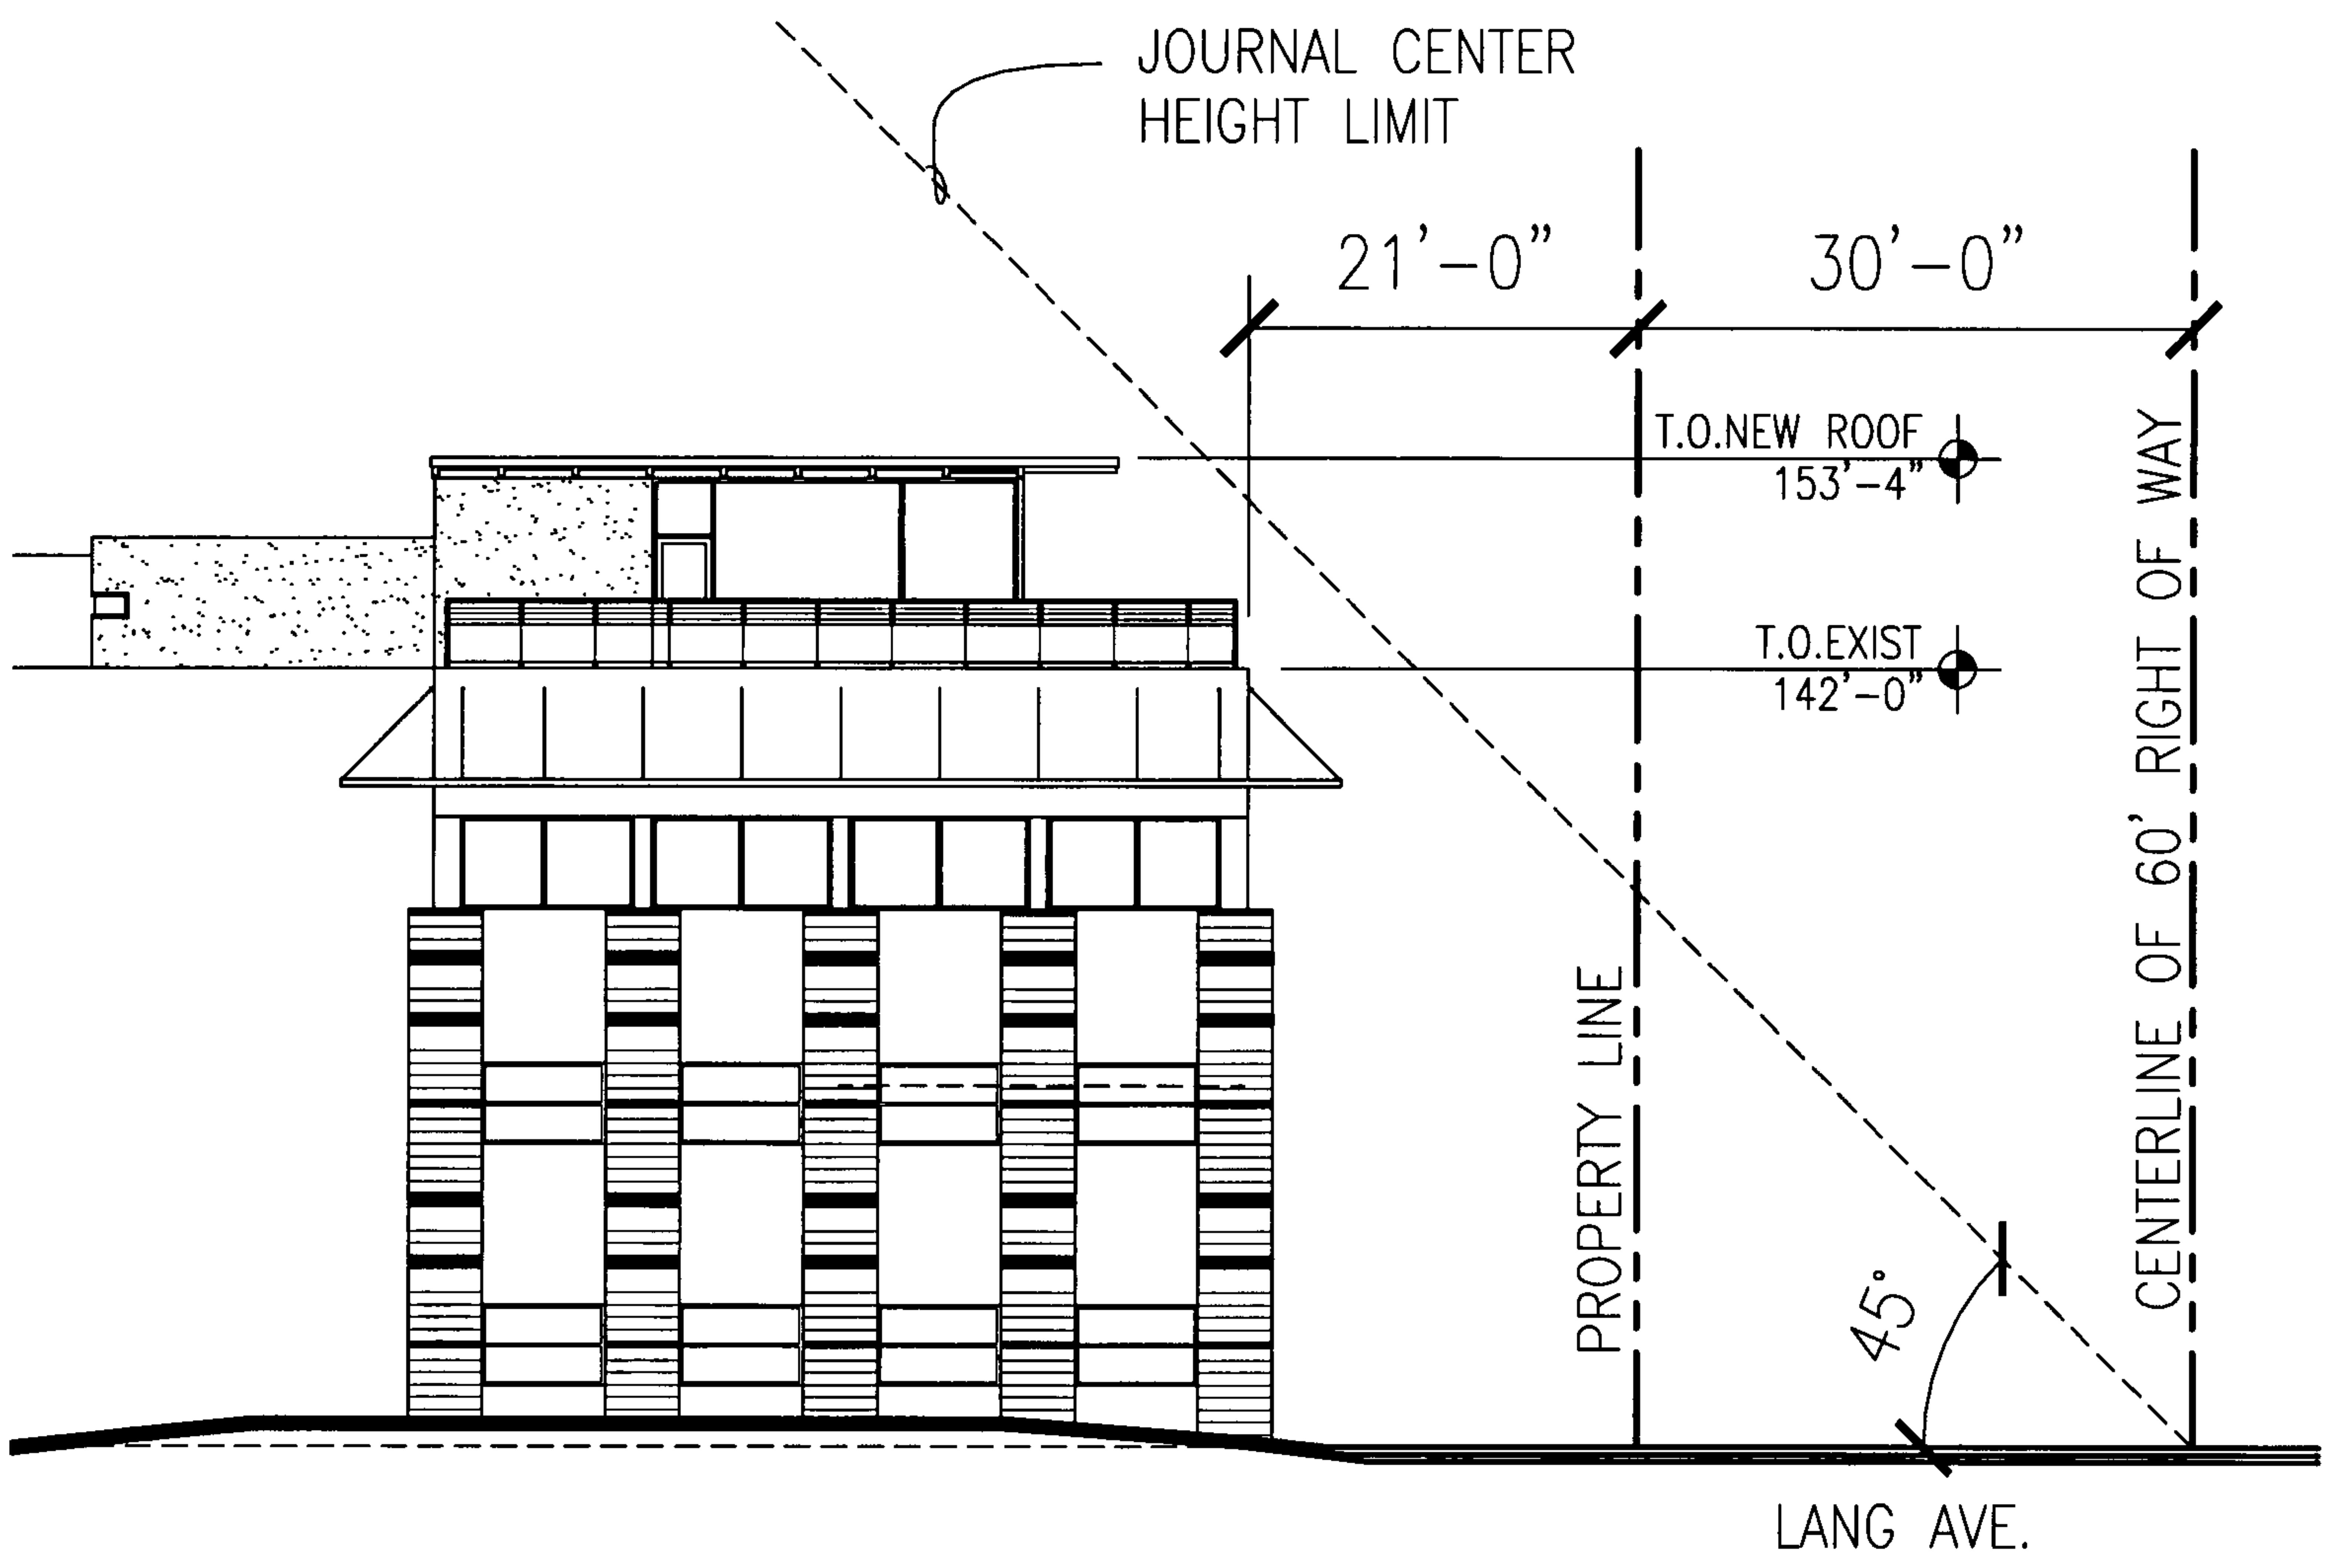 JOURNAL CENTER
HEIGHT LIMIT
21'-0"
30'-0"
T.O.NEW ROOF
153'-4"
T.O.EXIST
142'-0"
PROPERTY LINE
CENTERLINE OF 60' RIGHT OF WAY
45°
LANG AVE.